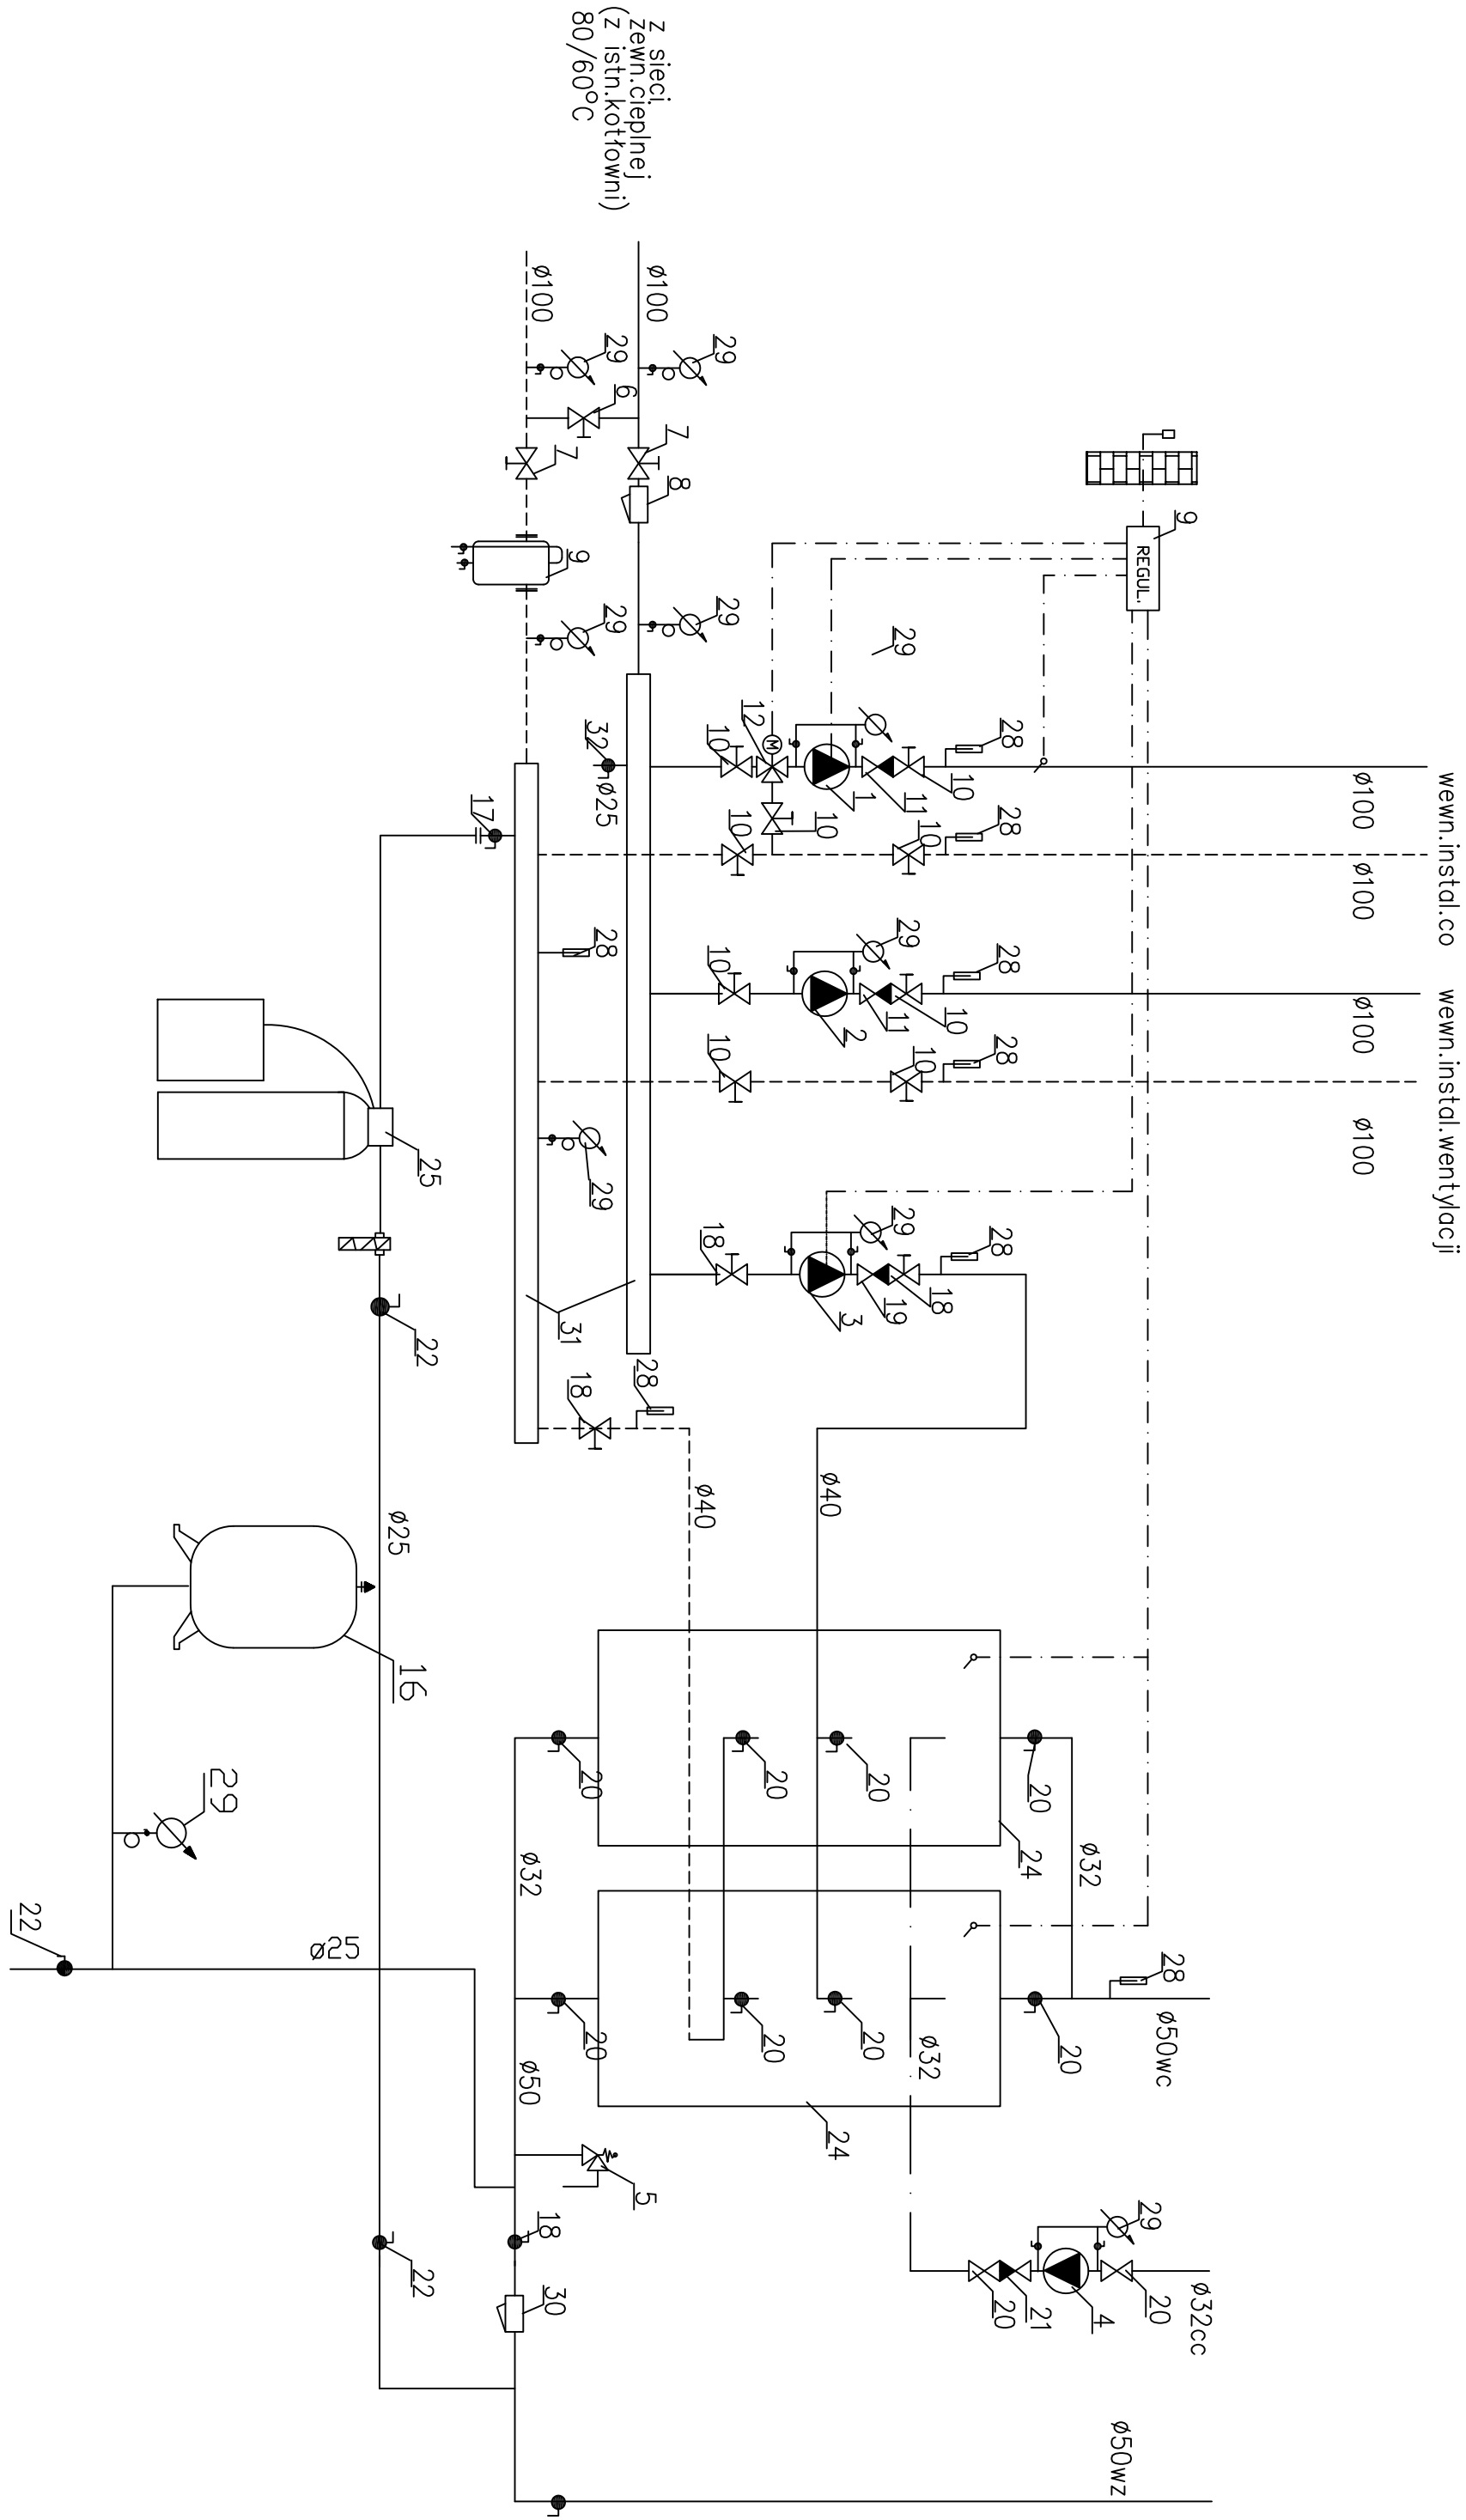 z sieci
zewn.cieplnej
(z istn.kotłowni)
80/60°C
ø100
ø100
29
29
6
7
7
8
9
29
29
9
REGUL.
29
wewn.instal.co
ø100
ø100
28
10
11
1
12
10
10
28
10
10
32
ø25
17
28
wewn.instal.wentylacji
ø100
ø100
28
29
10
11
2
10
28
10
10
29
25
28
29
18
19
3
18
31
28
18
22
ø40
ø40
ø25
16
29
22
ø25
20
20
20
20
24
ø32
ø32
28
ø50wc
20
20
20
20
ø32
ø50
24
5
18
30
22
29
20
4
21
20
ø32cc
ø50wz